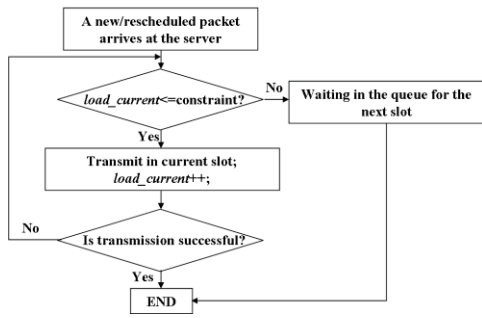 A new/rescheduled packet
arrives at the server
load_current<=constraint?
No
Waiting in the queue for the
next slot
Yes
Transmit in current slot;
load_current++;
No
Is transmission successful?
Yes
END